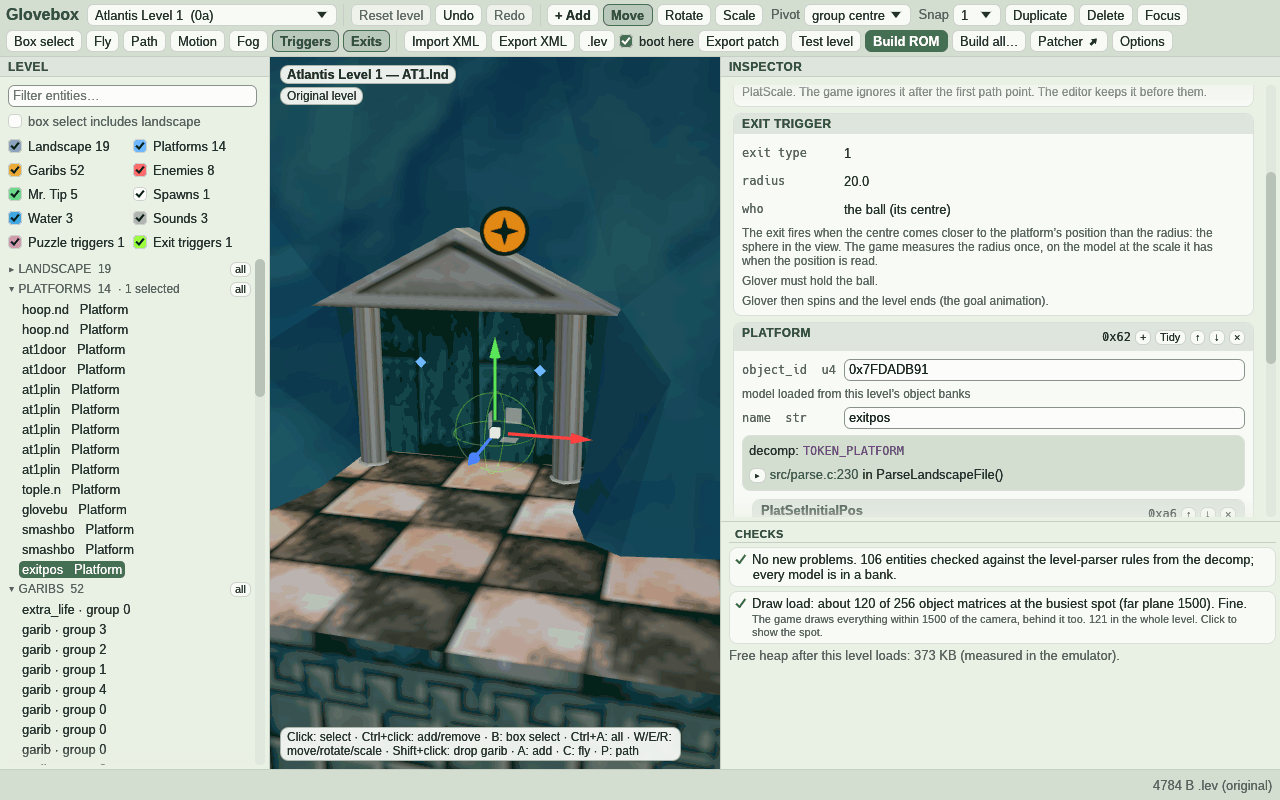 Glovebox Atlantis Level 1 (0a) Reset level Undo Redo + Add Move Rotate Scale Pivot group centre Snap 1 Duplicate Delete Focus
Box select Fly Path Motion Fog Triggers Exits Import XML Export XML .lev boot here Export patch Test level Build ROM Build all… Patcher Options
LEVEL
Filter entities…
box select includes landscape
Landscape 19 Platforms 14
Garibs 52 Enemies 8
Mr. Tip 5 Spawns 1
Water 3 Sounds 3
Puzzle triggers 1 Exit triggers 1
LANDSCAPE 19 all
PLATFORMS 14 · 1 selected all
hoop.nd Platform
hoop.nd Platform
at1door Platform
at1door Platform
at1plin Platform
at1plin Platform
at1plin Platform
at1plin Platform
at1plin Platform
tople.n Platform
glovebu Platform
smashbo Platform
smashbo Platform
exitpos Platform
GARIBS 52 all
extra_life · group 0
garib · group 3
garib · group 2
garib · group 1
garib · group 4
garib · group 0
garib · group 0
garib · group 0
Atlantis Level 1 — AT1.lnd
Original level
Click: select · Ctrl+click: add/remove · B: box select · Ctrl+A: all · W/E/R:
move/rotate/scale · Shift+click: drop garib · A: add · C: fly · P: path
INSPECTOR
PlatScale. The game ignores it after the first path point. The editor keeps it before them.
EXIT TRIGGER
exit type 1
radius 20.0
who the ball (its centre)
The exit fires when the centre comes closer to the platform's position than the radius: the
sphere in the view. The game measures the radius once, on the model at the scale it has
when the position is read.
Glover must hold the ball.
Glover then spins and the level ends (the goal animation).
PLATFORM 0x62 + Tidy ↑ ↓ ×
object_id u4 0x7FDADB91
model loaded from this level's object banks
name str exitpos
decomp: TOKEN_PLATFORM
src/parse.c:230 in ParseLandscapeFile()
PlatSetInitialPos 0xa6 ↑ ↓ ×
CHECKS
No new problems. 106 entities checked against the level-parser rules from the decomp;
every model is in a bank.
Draw load: about 120 of 256 object matrices at the busiest spot (far plane 1500). Fine.
The game draws everything within 1500 of the camera, behind it too. 121 in the whole level. Click to
show the spot.
Free heap after this level loads: 373 KB (measured in the emulator).
4784 B .lev (original)